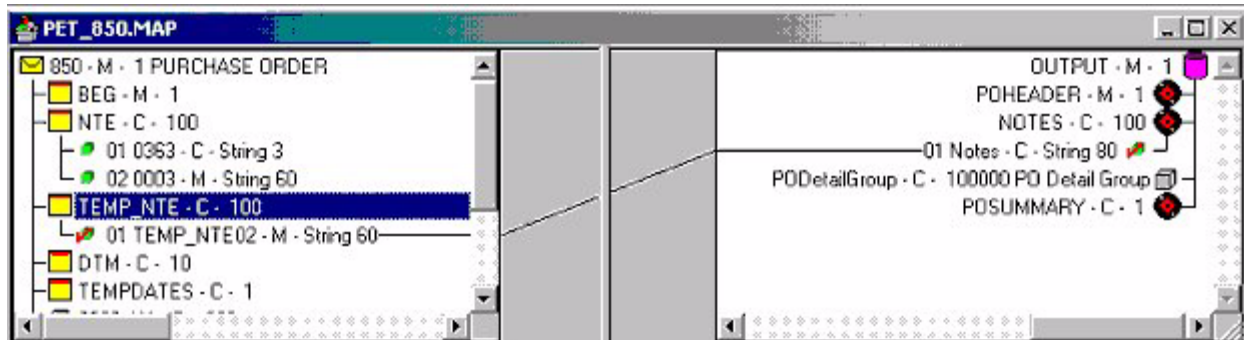 PET_850.MAP
850 - M - 1 PURCHASE ORDER
BEG - M - 1
NTE - C - 100
01 0363 - C - String 3
02 0003 - M - String 60
TEMP_NTE - C - 100
01 TEMP_NTE02 - M - String 60
DTM - C - 10
TEMPDATES - C - 1
OUTPUT - M - 1
POHEADER - M - 1
NOTES - C - 100
01 Notes - C - String 80
PODetailGroup - C - 100000 PO Detail Group
POSUMMARY - C - 1